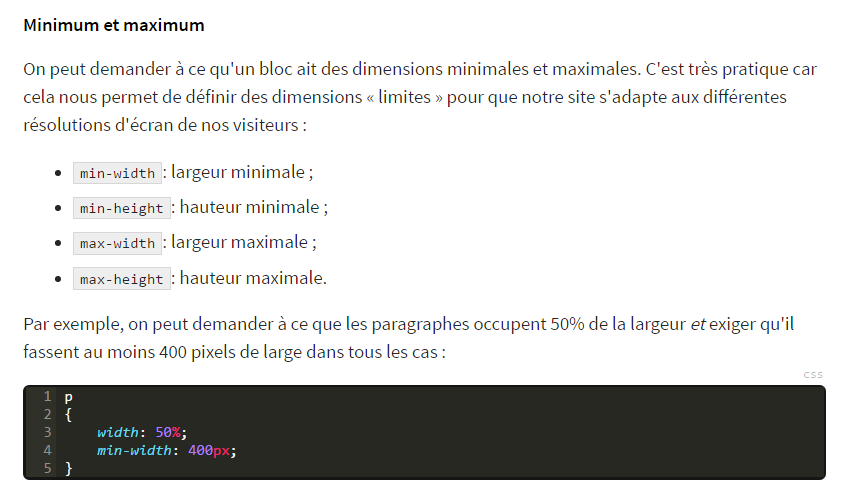 Minimum et maximum
On peut demander à ce qu'un bloc ait des dimensions minimales et maximales. C'est très pratique car
cela nous permet de définir des dimensions « limites » pour que notre site s'adapte aux différentes
résolutions d'écran de nos visiteurs :
• min-width : largeur minimale ;
• min-height : hauteur minimale ;
• max-width : largeur maximale ;
• max-height : hauteur maximale.
Par exemple, on peut demander à ce que les paragraphes occupent 50% de la largeur et exiger qu'il
fassent au moins 400 pixels de large dans tous les cas :
CSS
1 p
2 {
3     width: 50%;
4     min-width: 400px;
5 }